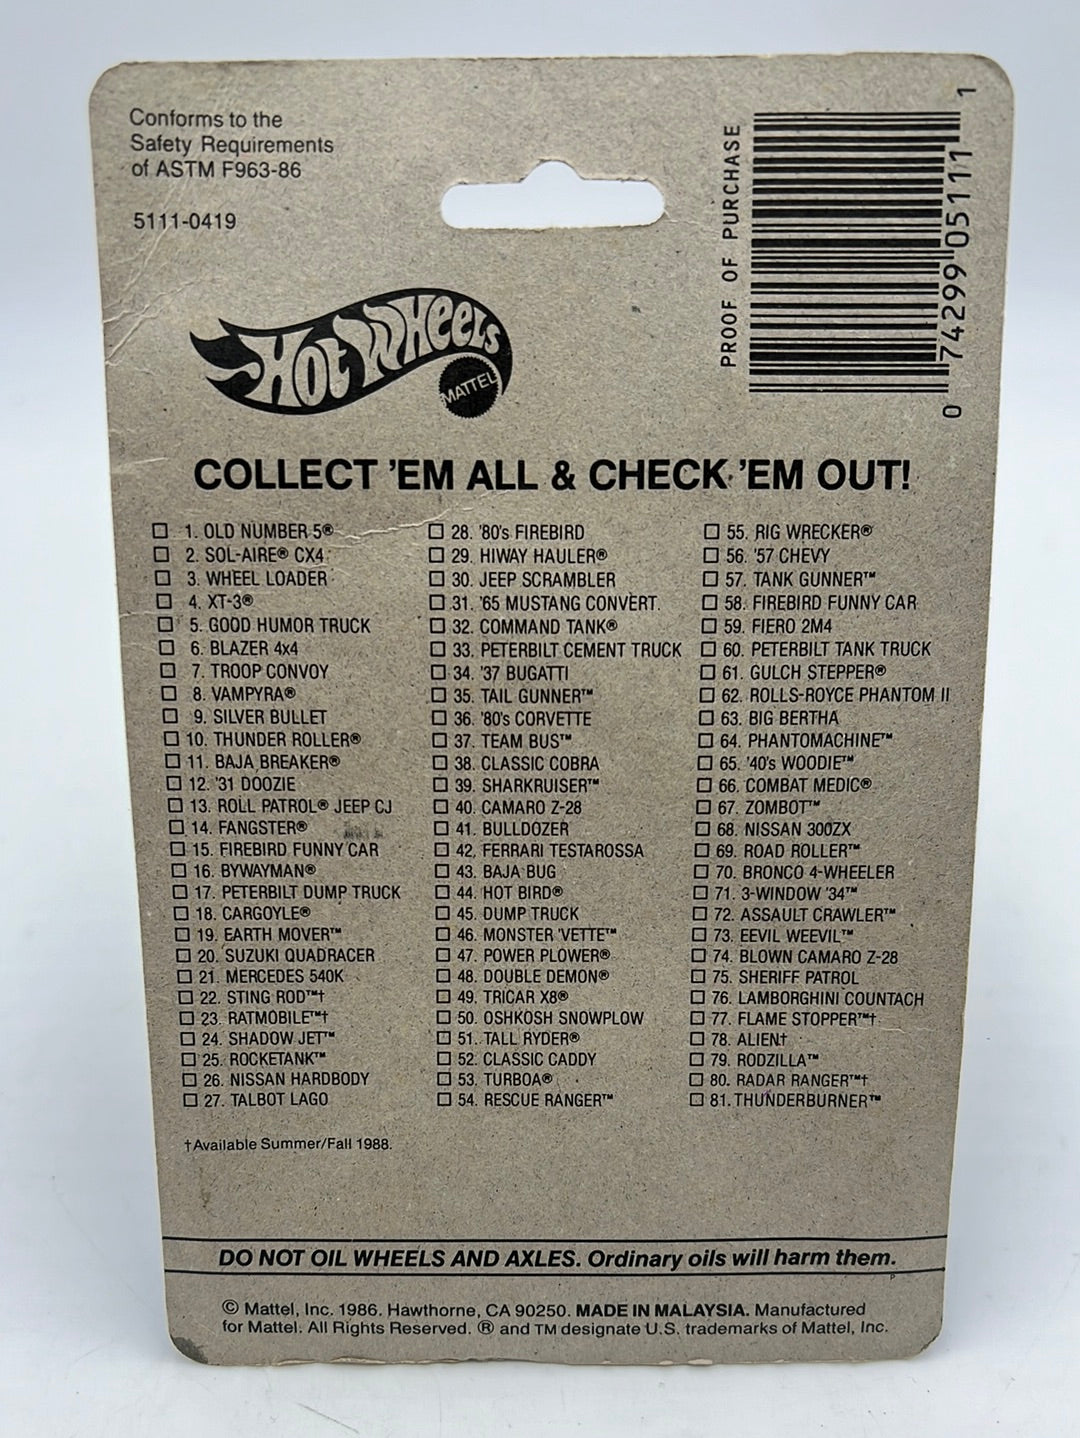 Conforms to the
Safety Requirements
of ASTM F963-86
5111-0419
PROOF OF PURCHASE
0 74299 05111 1
Hot Wheels
MATTEL
COLLECT 'EM ALL & CHECK 'EM OUT!
1. OLD NUMBER 5®
2. SOL-AIRE® CX4
3. WHEEL LOADER
4. XT-3®
5. GOOD HUMOR TRUCK
6. BLAZER 4x4
7. TROOP CONVOY
8. VAMPYRA®
9. SILVER BULLET
10. THUNDER ROLLER®
11. BAJA BREAKER®
12. '31 DOOZIE
13. ROLL PATROL® JEEP CJ
14. FANGSTER®
15. FIREBIRD FUNNY CAR
16. BYWAYMAN®
17. PETERBILT DUMP TRUCK
18. CARGOYLE®
19. EARTH MOVER™
20. SUZUKI QUADRACER
21. MERCEDES 540K
22. STING ROD™†
23. RATMOBILE™†
24. SHADOW JET™
25. ROCKETANK™
26. NISSAN HARDBODY
27. TALBOT LAGO
28. '80's FIREBIRD
29. HIWAY HAULER®
30. JEEP SCRAMBLER
31. '65 MUSTANG CONVERT.
32. COMMAND TANK®
33. PETERBILT CEMENT TRUCK
34. '37 BUGATTI
35. TAIL GUNNER™
36. '80's CORVETTE
37. TEAM BUS™
38. CLASSIC COBRA
39. SHARKRUISER™
40. CAMARO Z-28
41. BULLDOZER
42. FERRARI TESTAROSSA
43. BAJA BUG
44. HOT BIRD®
45. DUMP TRUCK
46. MONSTER 'VETTE™
47. POWER PLOWER®
48. DOUBLE DEMON®
49. TRICAR X8®
50. OSHKOSH SNOWPLOW
51. TALL RYDER®
52. CLASSIC CADDY
53. TURBOA®
54. RESCUE RANGER™
55. RIG WRECKER®
56. '57 CHEVY
57. TANK GUNNER™
58. FIREBIRD FUNNY CAR
59. FIERO 2M4
60. PETERBILT TANK TRUCK
61. GULCH STEPPER®
62. ROLLS-ROYCE PHANTOM II
63. BIG BERTHA
64. PHANTOMACHINE™
65. '40's WOODIE™
66. COMBAT MEDIC®
67. ZOMBOT™
68. NISSAN 300ZX
69. ROAD ROLLER™
70. BRONCO 4-WHEELER
71. 3-WINDOW '34™
72. ASSAULT CRAWLER™
73. EEVIL WEEVIL™
74. BLOWN CAMARO Z-28
75. SHERIFF PATROL
76. LAMBORGHINI COUNTACH
77. FLAME STOPPER™†
78. ALIEN†
79. RODZILLA™
80. RADAR RANGER™†
81. THUNDERBURNER™
†Available Summer/Fall 1988.
DO NOT OIL WHEELS AND AXLES. Ordinary oils will harm them.
P
© Mattel, Inc. 1986. Hawthorne, CA 90250. MADE IN MALAYSIA. Manufactured
for Mattel. All Rights Reserved. ® and TM designate U.S. trademarks of Mattel, Inc.